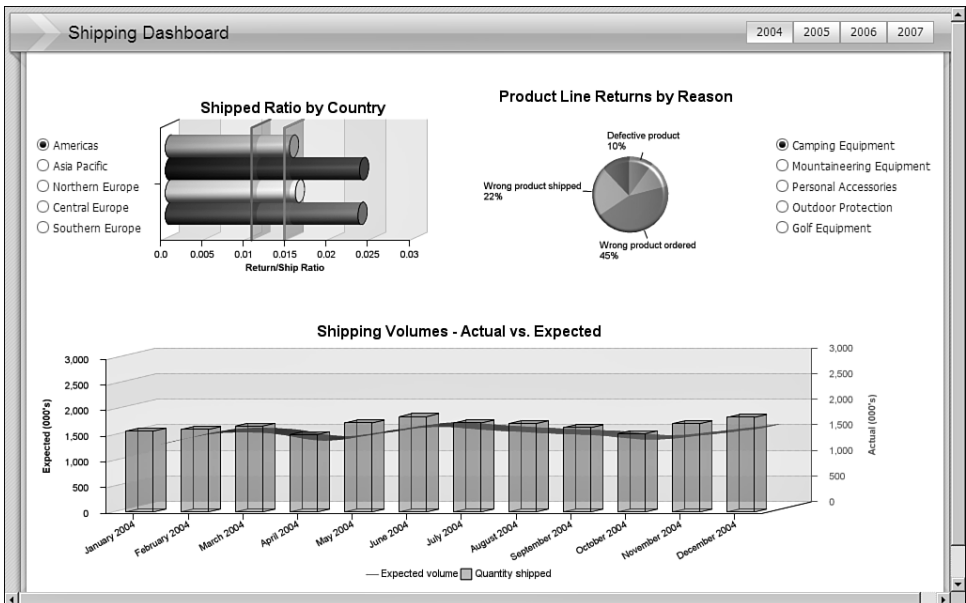 Shipping Dashboard
2004 2005 2006 2007
Shipped Ratio by Country
Product Line Returns by Reason
Americas
Asia Pacific
Northern Europe
Central Europe
Southern Europe
0.0 0.005 0.01 0.015 0.02 0.025 0.03
Return/Ship Ratio
Defective product
10%
Wrong product shipped
22%
Wrong product ordered
45%
Camping Equipment
Mountaineering Equipment
Personal Accessories
Outdoor Protection
Golf Equipment
Shipping Volumes - Actual vs. Expected
Expected (000's)
3,000
2,500
2,000
1,500
1,000
500
0
3,000
2,500
2,000
1,500
1,000
500
0
Actual (000's)
January 2004
February 2004
March 2004
April 2004
May 2004
June 2004
July 2004
August 2004
September 2004
October 2004
November 2004
December 2004
Expected volume Quantity shipped